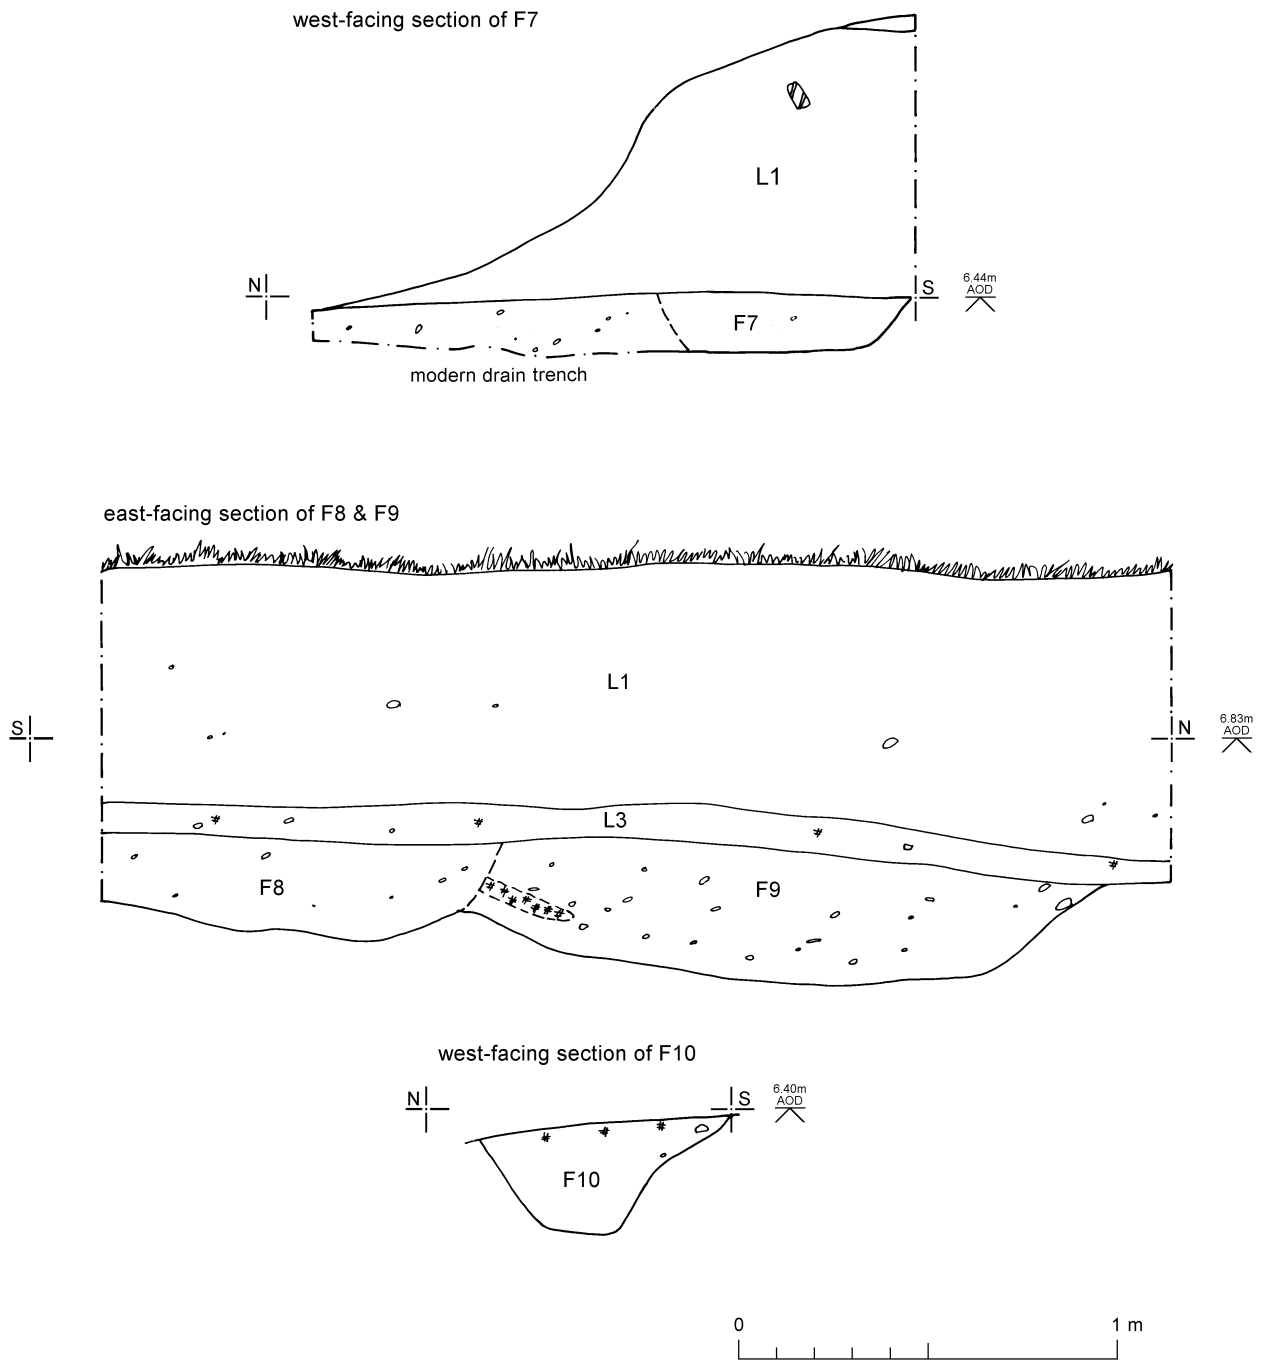 west-facing section of F7
L1
N
S
6.44m
AOD
F7
modern drain trench
east-facing section of F8 & F9
L1
S
N
6.83m
AOD
L3
F8
F9
west-facing section of F10
N
S
6.40m
AOD
F10
0
1 m